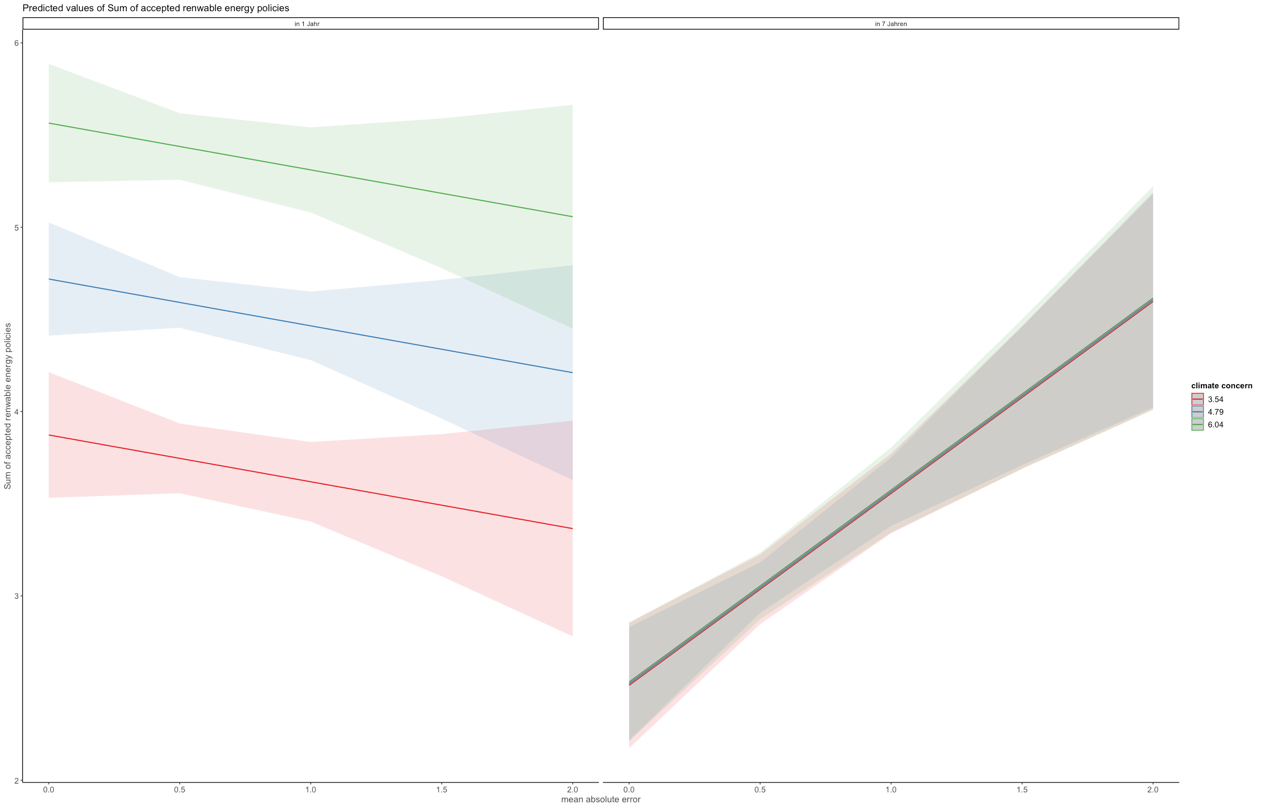 Predicted values of Sum of accepted renwable energy policies
in 1 Jahr
in 7 Jahren
Sum of accepted renwable energy policies
6
5
4
3
2
0.0 0.5 1.0 1.5 2.0
0.0 0.5 1.0 1.5 2.0
mean absolute error
climate concern
3.54
4.79
6.04